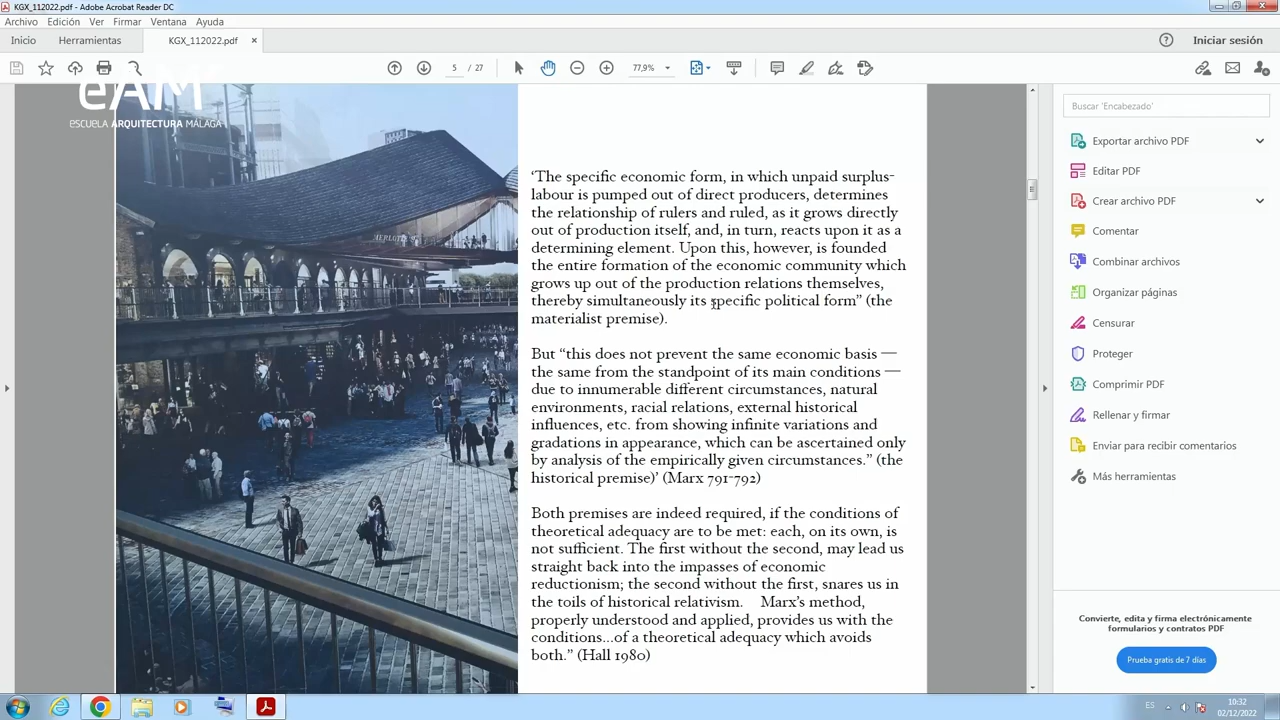 KGX_112022.pdf - Adobe Acrobat Reader DC
Archivo Edición Ver Firmar Ventana Ayuda
Inicio Herramientas KGX_112022.pdf × Iniciar sesión
5 / 27 77,9%
eAM
eSCUELA ARQUITECTURA MÁLAGA
‘The specific economic form, in which unpaid surplus-
labour is pumped out of direct producers, determines
the relationship of rulers and ruled, as it grows directly
out of production itself, and, in turn, reacts upon it as a
determining element. Upon this, however, is founded
the entire formation of the economic community which
grows up out of the production relations themselves,
thereby simultaneously its specific political form” (the
materialist premise).
But “this does not prevent the same economic basis —
the same from the standpoint of its main conditions —
due to innumerable different circumstances, natural
environments, racial relations, external historical
influences, etc. from showing infinite variations and
gradations in appearance, which can be ascertained only
by analysis of the empirically given circumstances.” (the
historical premise)’ (Marx 791-792)
Both premises are indeed required, if the conditions of
theoretical adequacy are to be met: each, on its own, is
not sufficient. The first without the second, may lead us
straight back into the impasses of economic
reductionism; the second without the first, snares us in
the toils of historical relativism. Marx’s method,
properly understood and applied, provides us with the
conditions...of a theoretical adequacy which avoids
both.” (Hall 1980)
Buscar 'Encabezado'
Exportar archivo PDF
Editar PDF
Crear archivo PDF
Comentar
Combinar archivos
Organizar páginas
Censurar
Proteger
Comprimir PDF
Rellenar y firmar
Enviar para recibir comentarios
Más herramientas
Convierte, edita y firma electrónicamente
formularios y contratos PDF
Prueba gratis de 7 días
ES
10:32
02/12/2022